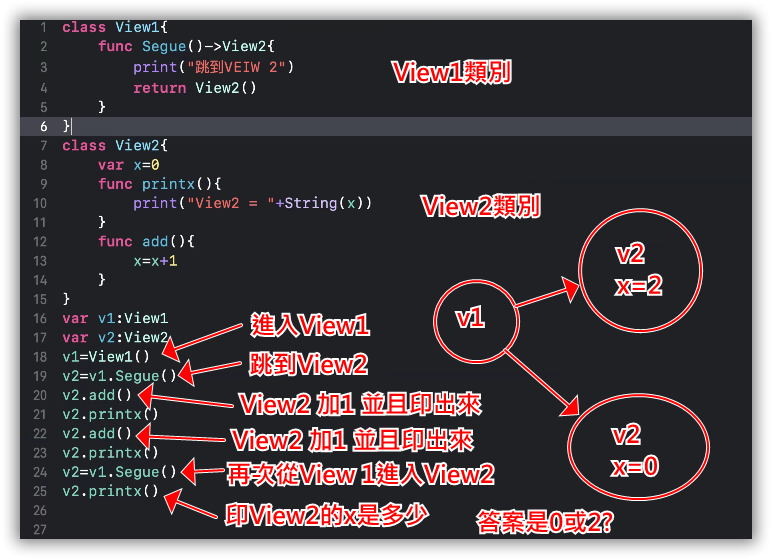 1 class View1{
2 func Segue()->View2{
3 print("跳到VEIW 2")
4 return View2()
5 }
6 }
View1類別
7 class View2{
8 var x=0
9 func printx(){
10 print("View2 = "+String(x))
11 }
12 func add(){
13 x=x+1
14 }
15 }
View2類別
16 var v1:View1
17 var v2:View2
18 v1=View1()
19 v2=v1.Segue()
20 v2.add()
21 v2.printx()
22 v2.add()
23 v2.printx()
24 v2=v1.Segue()
25 v2.printx()
26
27
進入View1
跳到View2
View2 加1 並且印出來
View2 加1 並且印出來
再次從View 1進入View2
印View2的x是多少
v1
v2
x=2
v2
x=0
答案是0或2?